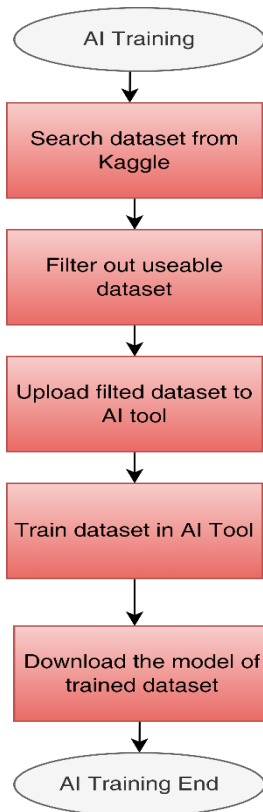 AI Training
Search dataset from
Kaggle
Filter out useable
dataset
Upload filted dataset to
AI tool
Train dataset in AI Tool
Download the model of
trained dataset
AI Training End